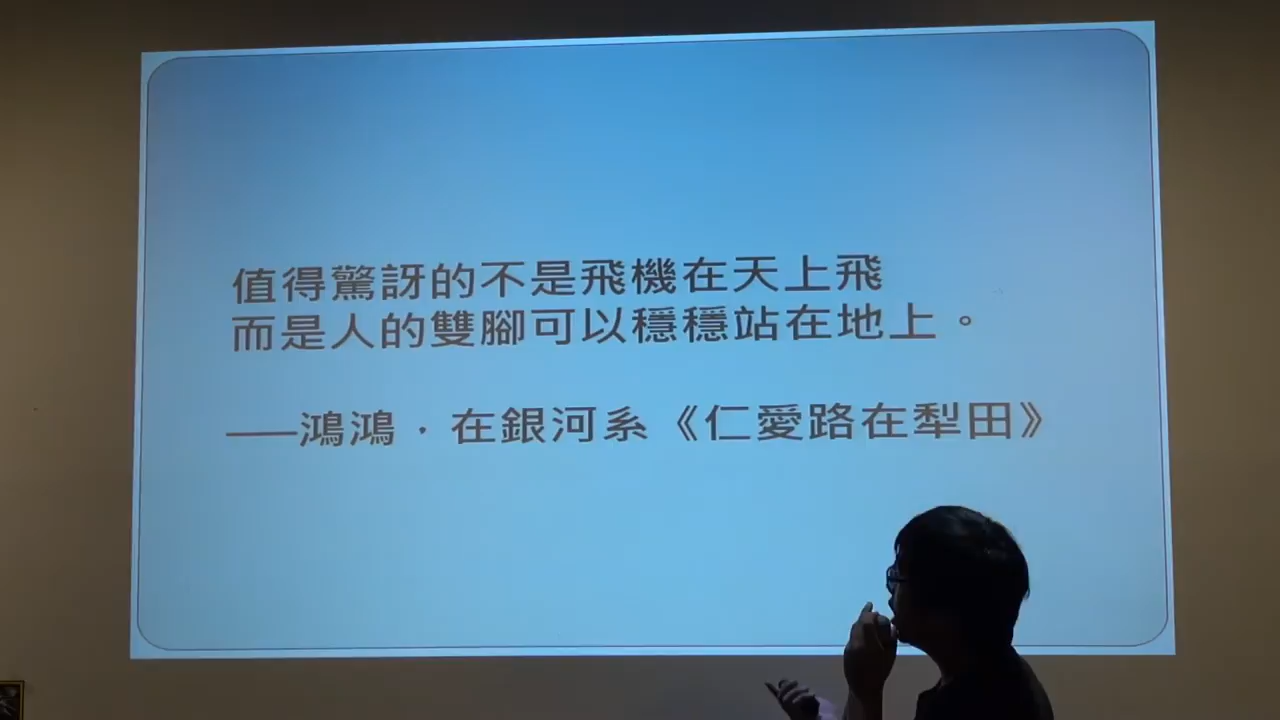 值得驚訝的不是飛機在天上飛
而是人的雙腳可以穩穩站在地上。
——鴻鴻．在銀河系《仁愛路在犁田》